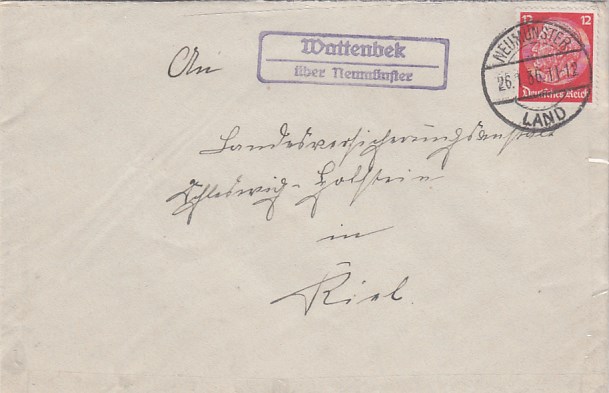 Wattenbek
über Neumünster
12 12
Deutsches Reich
NEUMÜNSTER
LAND
An
Landesversicherungsanstalt
Schleswig-Holstein
in
Kiel.